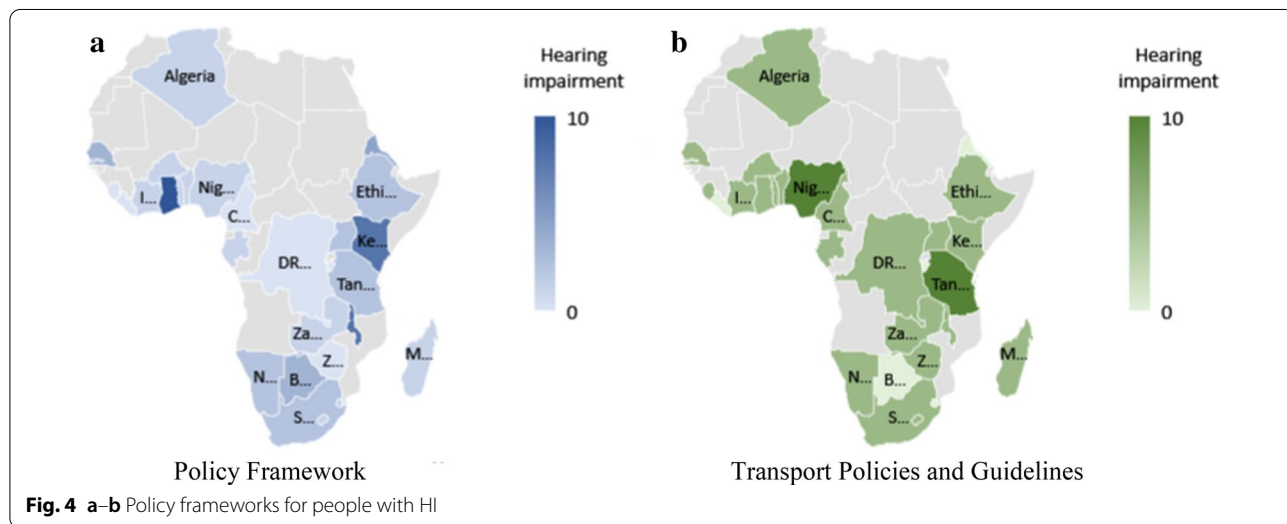 a
Hearing
impairment
10
0
Algeria
I...
Nig...
C...
Ethi...
Ke...
DR...
Tan...
Za...
Z...
M...
N...
B...
S...
Policy Framework
b
Hearing
impairment
10
0
Algeria
I...
Nig...
C...
Ethi...
Ke...
DR...
Tan...
Za...
Z...
M...
N...
B...
S...
Transport Policies and Guidelines
Fig. 4 a–b Policy frameworks for people with HI